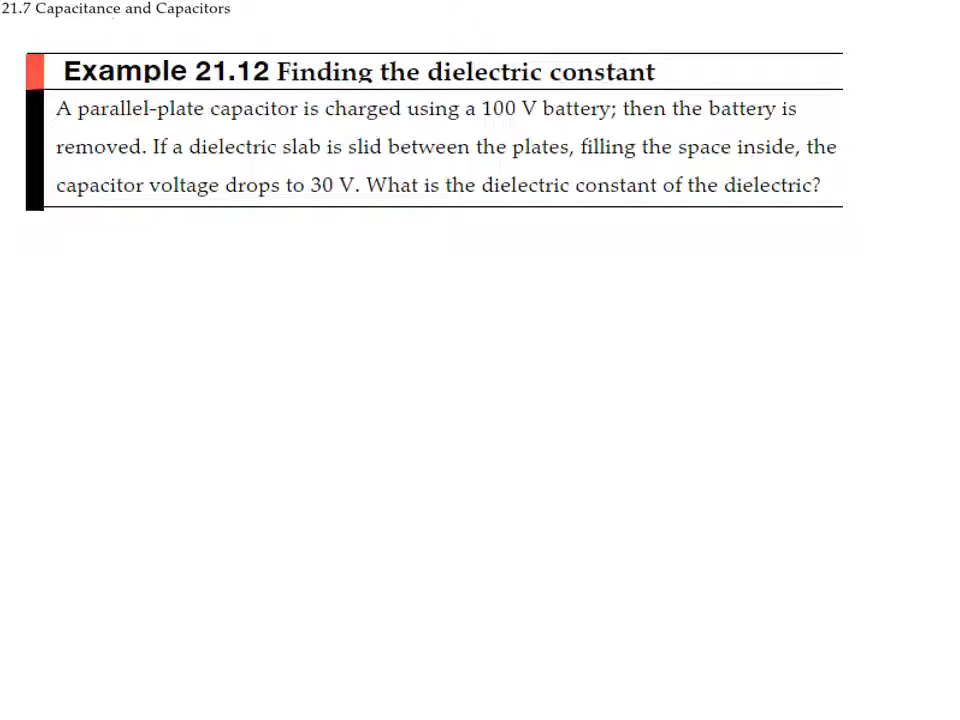 21.7 Capacitance and Capacitors
Example 21.12 Finding the dielectric constant
A parallel-plate capacitor is charged using a 100 V battery; then the battery is
removed. If a dielectric slab is slid between the plates, filling the space inside, the
capacitor voltage drops to 30 V. What is the dielectric constant of the dielectric?